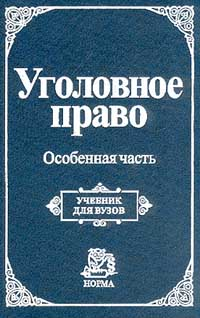 Уголовное
право
Особенная часть
УЧЕБНИК
ДЛЯ ВУЗОВ
НОРМА